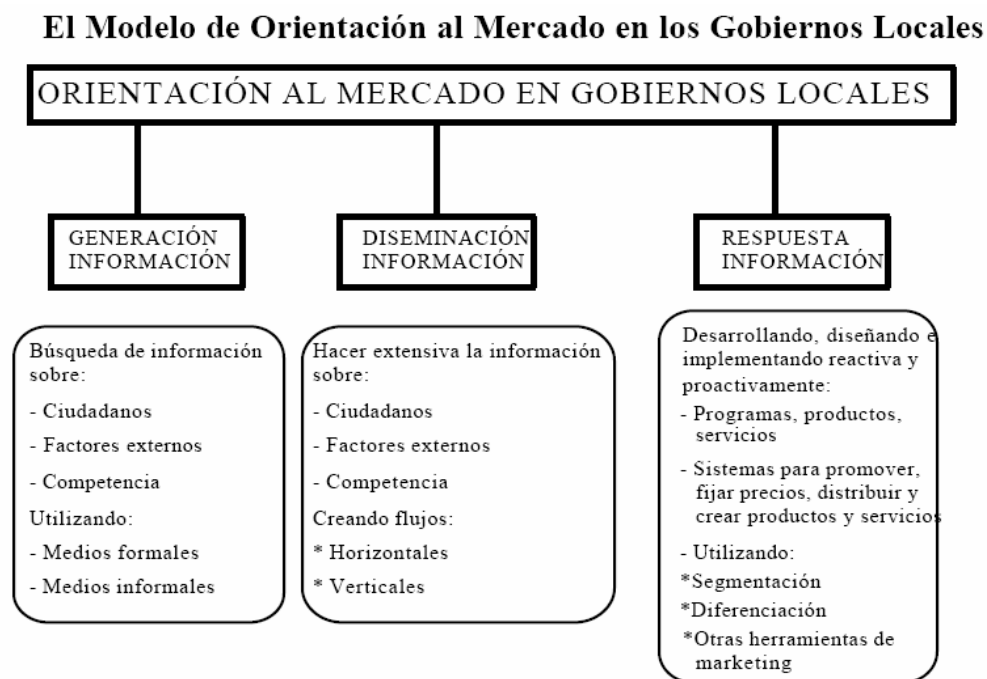 El Modelo de Orientación al Mercado en los Gobiernos Locales
ORIENTACIÓN AL MERCADO EN GOBIERNOS LOCALES
GENERACIÓN
INFORMACIÓN
DISEMINACIÓN
INFORMACIÓN
RESPUESTA
INFORMACIÓN
Búsqueda de información
sobre:
- Ciudadanos
- Factores externos
- Competencia
Utilizando:
- Medios formales
- Medios informales
Hacer extensiva la información
sobre:
- Ciudadanos
- Factores externos
- Competencia
Creando flujos:
* Horizontales
* Verticales
Desarrollando, diseñando e
implementando reactiva y
proactivamente:
- Programas, productos,
servicios
- Sistemas para promover,
fijar precios, distribuir y
crear productos y servicios
- Utilizando:
*Segmentación
*Diferenciación
*Otras herramientas de
marketing